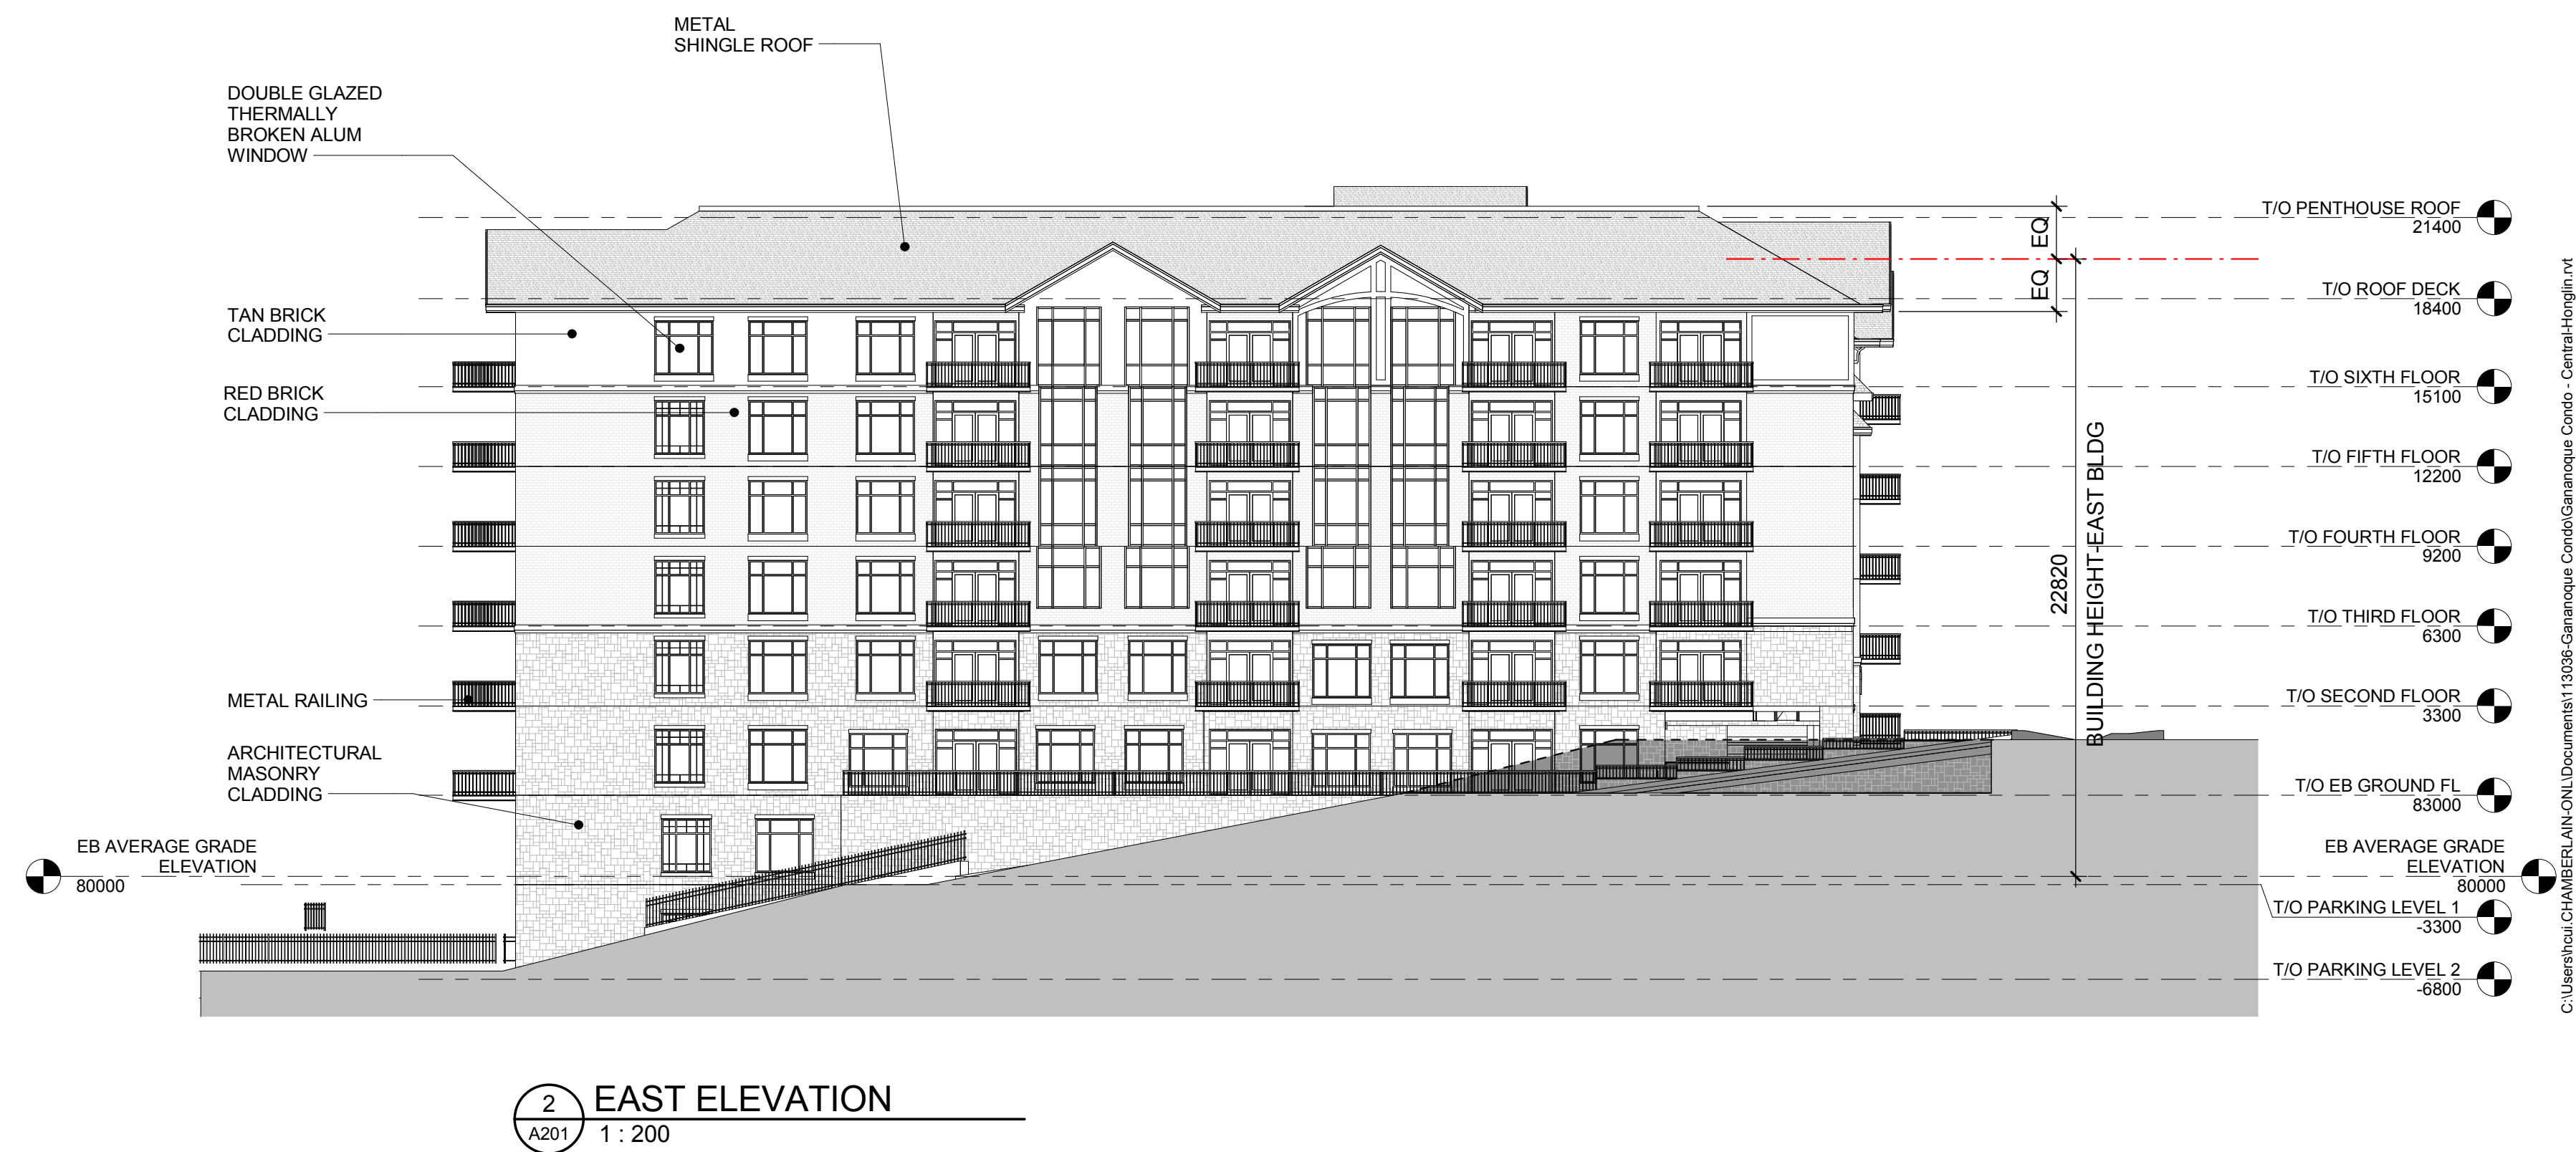 METAL
SHINGLE ROOF
DOUBLE GLAZED
THERMALLY
BROKEN ALUM
WINDOW
TAN BRICK
CLADDING
RED BRICK
CLADDING
METAL RAILING
ARCHITECTURAL
MASONRY
CLADDING
EB AVERAGE GRADE
ELEVATION
80000
EQ
EQ
22820
BUILDING HEIGHT-EAST BLDG
T/O PENTHOUSE ROOF
21400
T/O ROOF DECK
18400
T/O SIXTH FLOOR
15100
T/O FIFTH FLOOR
12200
T/O FOURTH FLOOR
9200
T/O THIRD FLOOR
6300
T/O SECOND FLOOR
3300
T/O EB GROUND FL
83000
EB AVERAGE GRADE
ELEVATION
80000
T/O PARKING LEVEL 1
-3300
T/O PARKING LEVEL 2
-6800
C:\Users\hcui.CHAMBERLAIN-ONL\Documents\113036-Gananoque Condo\Gananoque Condo - Central-Honglin.rvt
2
A201
EAST ELEVATION
1 : 200